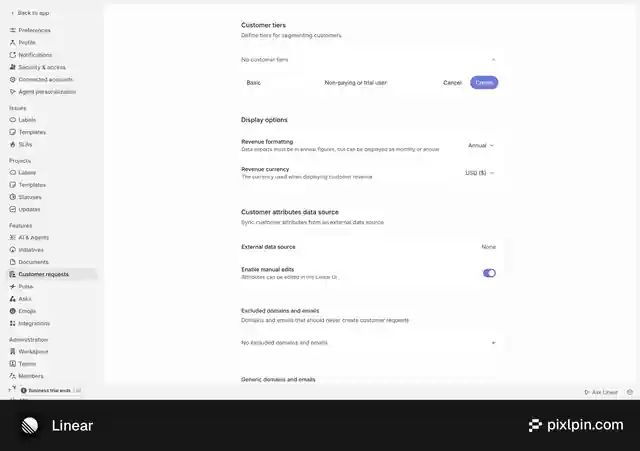 Back to app
Preferences
Profile
Notifications
Security & access
Connected accounts
Agent personalization
Issues
Labels
Templates
SLAs
Projects
Labels
Templates
Statuses
Updates
Features
AI & Agents
Initiatives
Documents
Customer requests
Pulse
Asks
Emojis
Integrations
Administration
Workspace
Teams
Members
Business trial ends
Customer tiers
Define tiers for segmenting customers
No customer tiers
Basic Non-paying or trial user Cancel Create
Display options
Revenue formatting
Data imports must be in annual figures, but can be displayed as monthly or annual
Annual
Revenue currency
The currency used when displaying customer revenue
USD ($)
Customer attributes data source
Sync customer attributes from an external data source
External data source None
Enable manual edits
Attributes can be edited in the Linear UI
Excluded domains and emails
Domains and emails that should never create customer requests
No excluded domains and emails
Generic domains and emails
Ask Linear
Linear
pixlpin.com